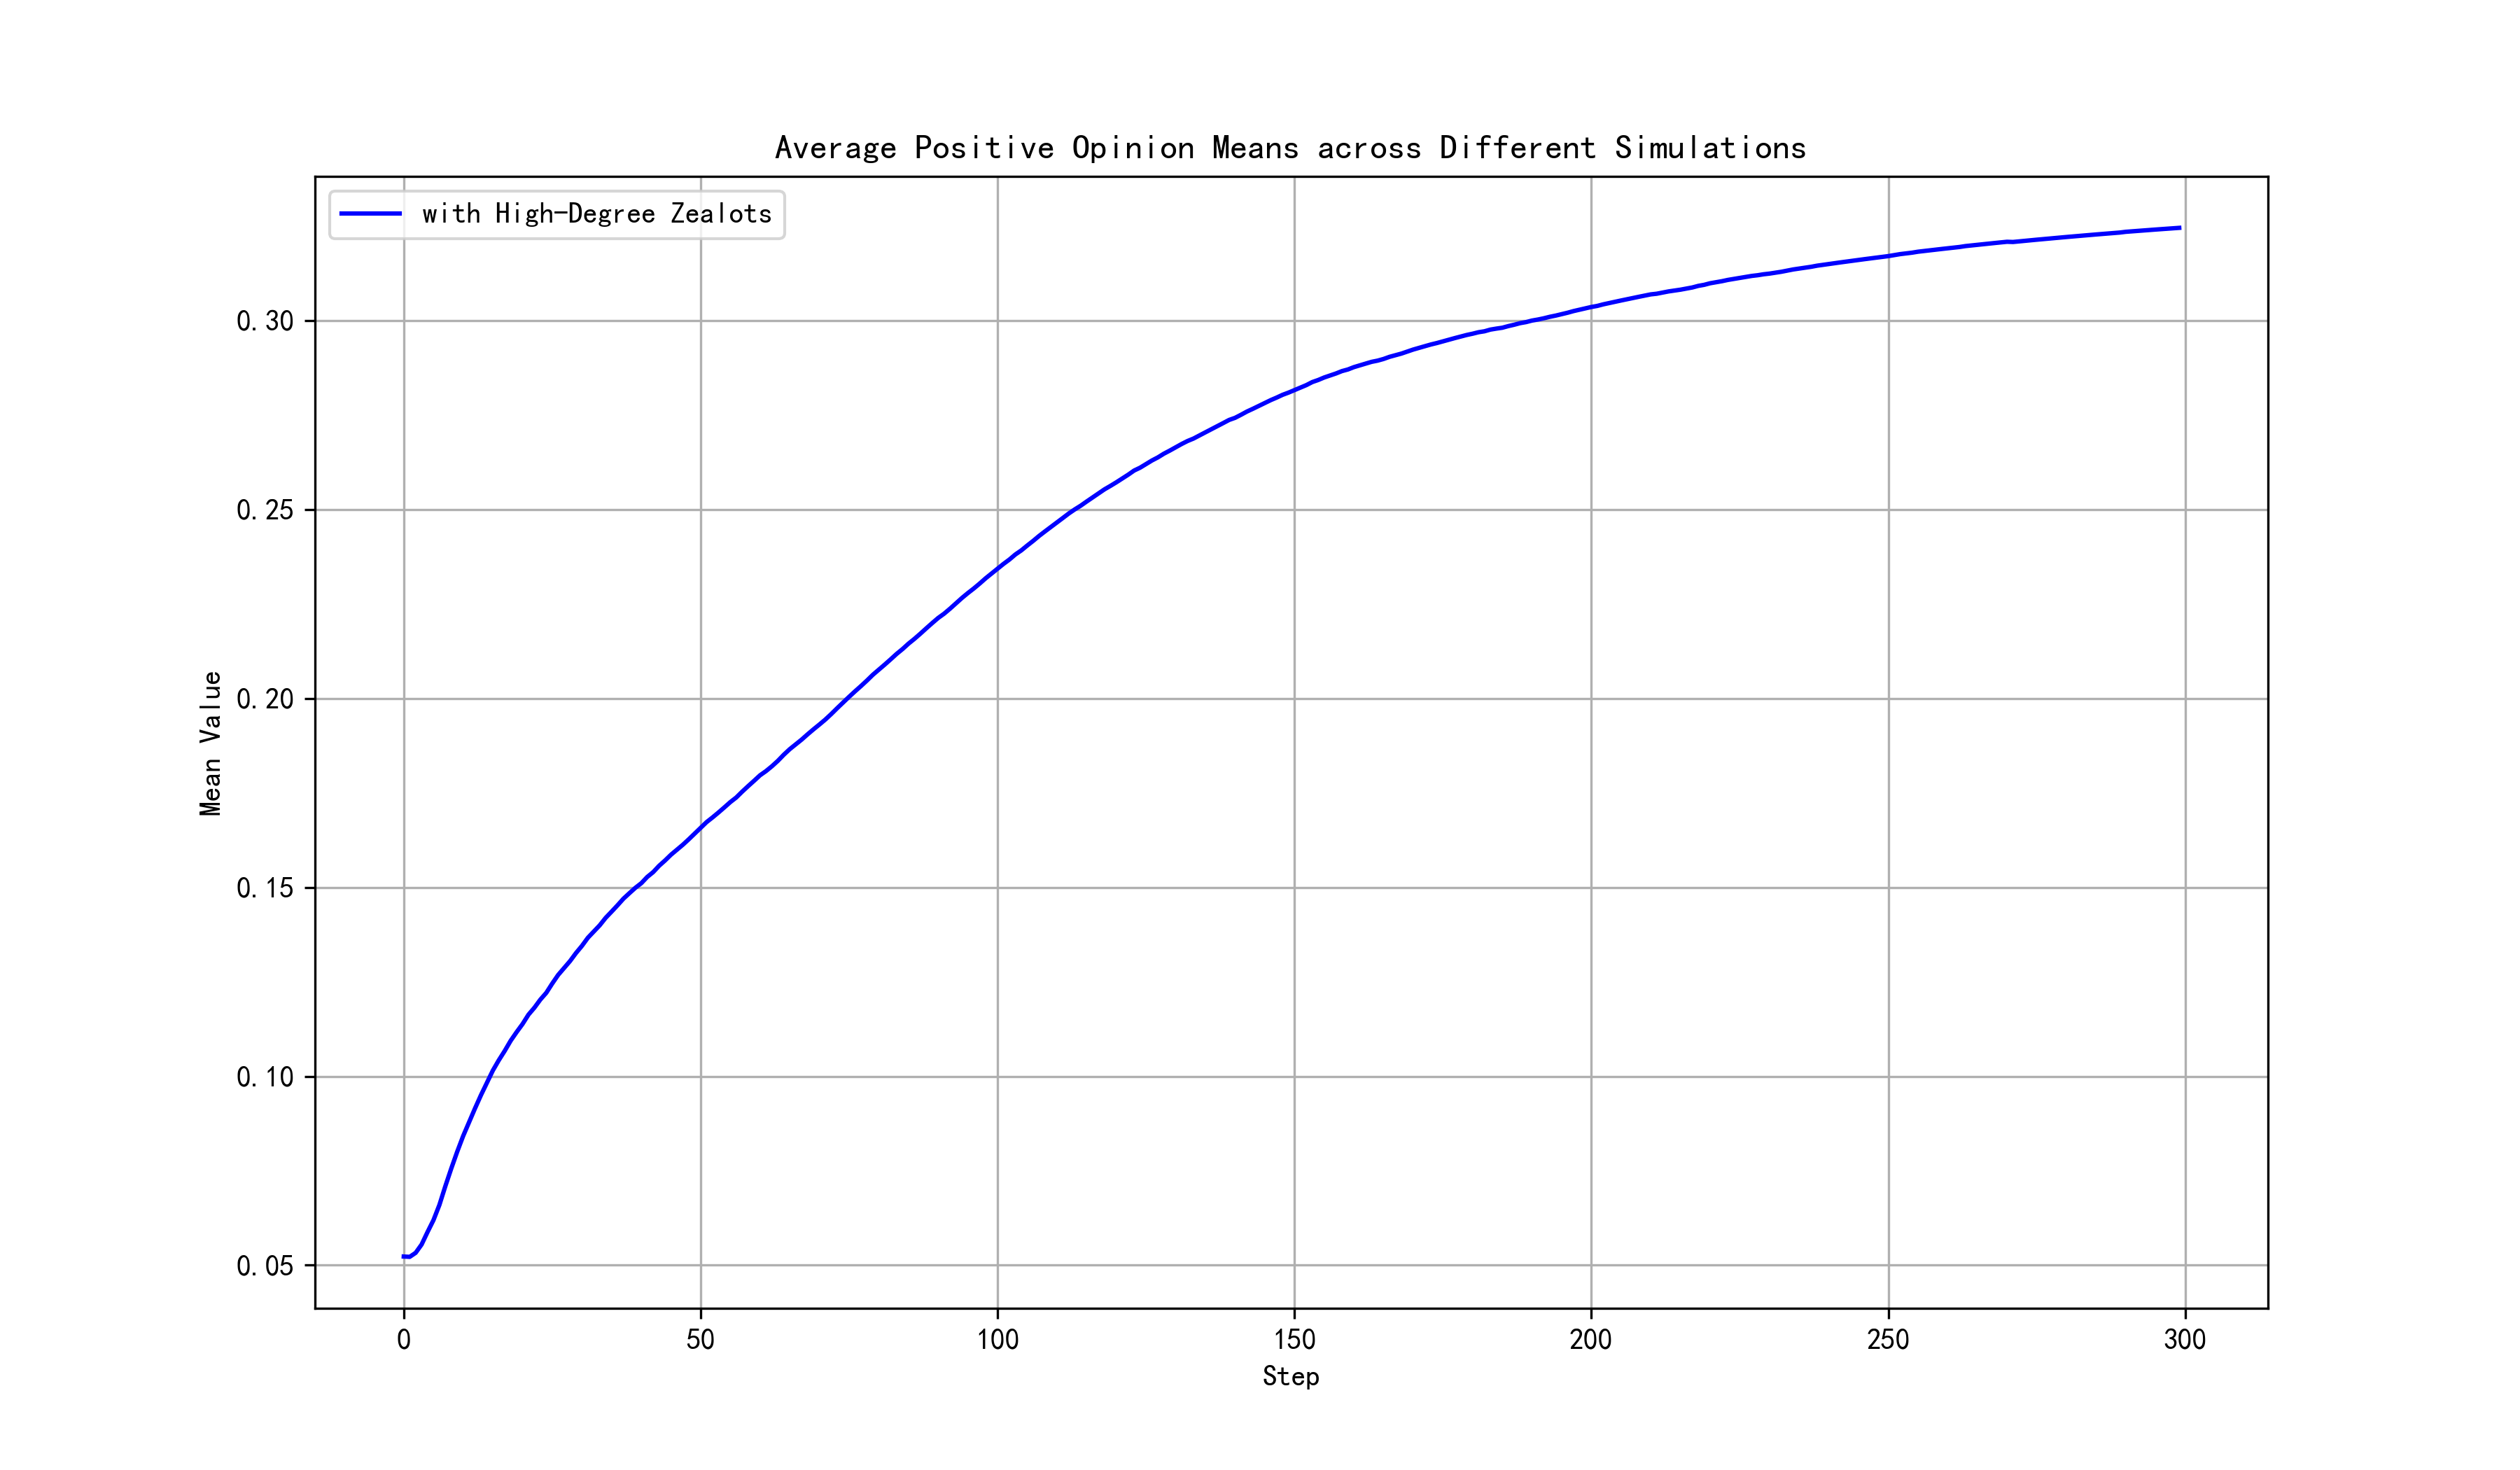 Average Positive Opinion Means across Different Simulations
with High-Degree Zealots
Mean Value
0.30
0.25
0.20
0.15
0.10
0.05
0 50 100 150 200 250 300
Step